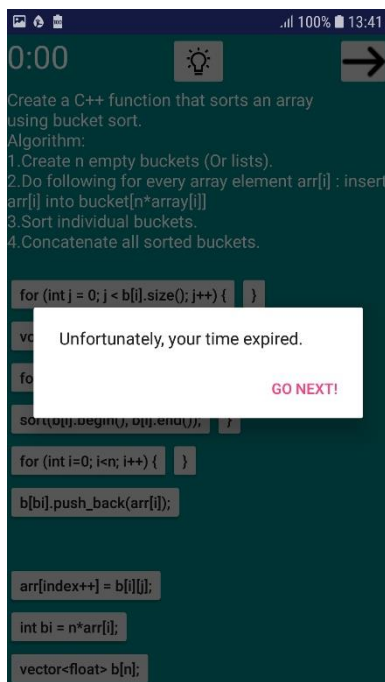 100% 13:41
0:00
Create a C++ function that sorts an array
using bucket sort.
Algorithm:
1.Create n empty buckets (Or lists).
2.Do following for every array element arr[i] : insert
arr[i] into bucket[n*array[i]]
3.Sort individual buckets.
4.Concatenate all sorted buckets.
for (int j = 0; j < b[i].size(); j++) { }
Unfortunately, your time expired.
GO NEXT!
sort(b[i].begin(), b[i].end()); }
for (int i=0; i<n; i++) { }
b[bi].push_back(arr[i]);
arr[index++] = b[i][j];
int bi = n*arr[i];
vector<float> b[n];